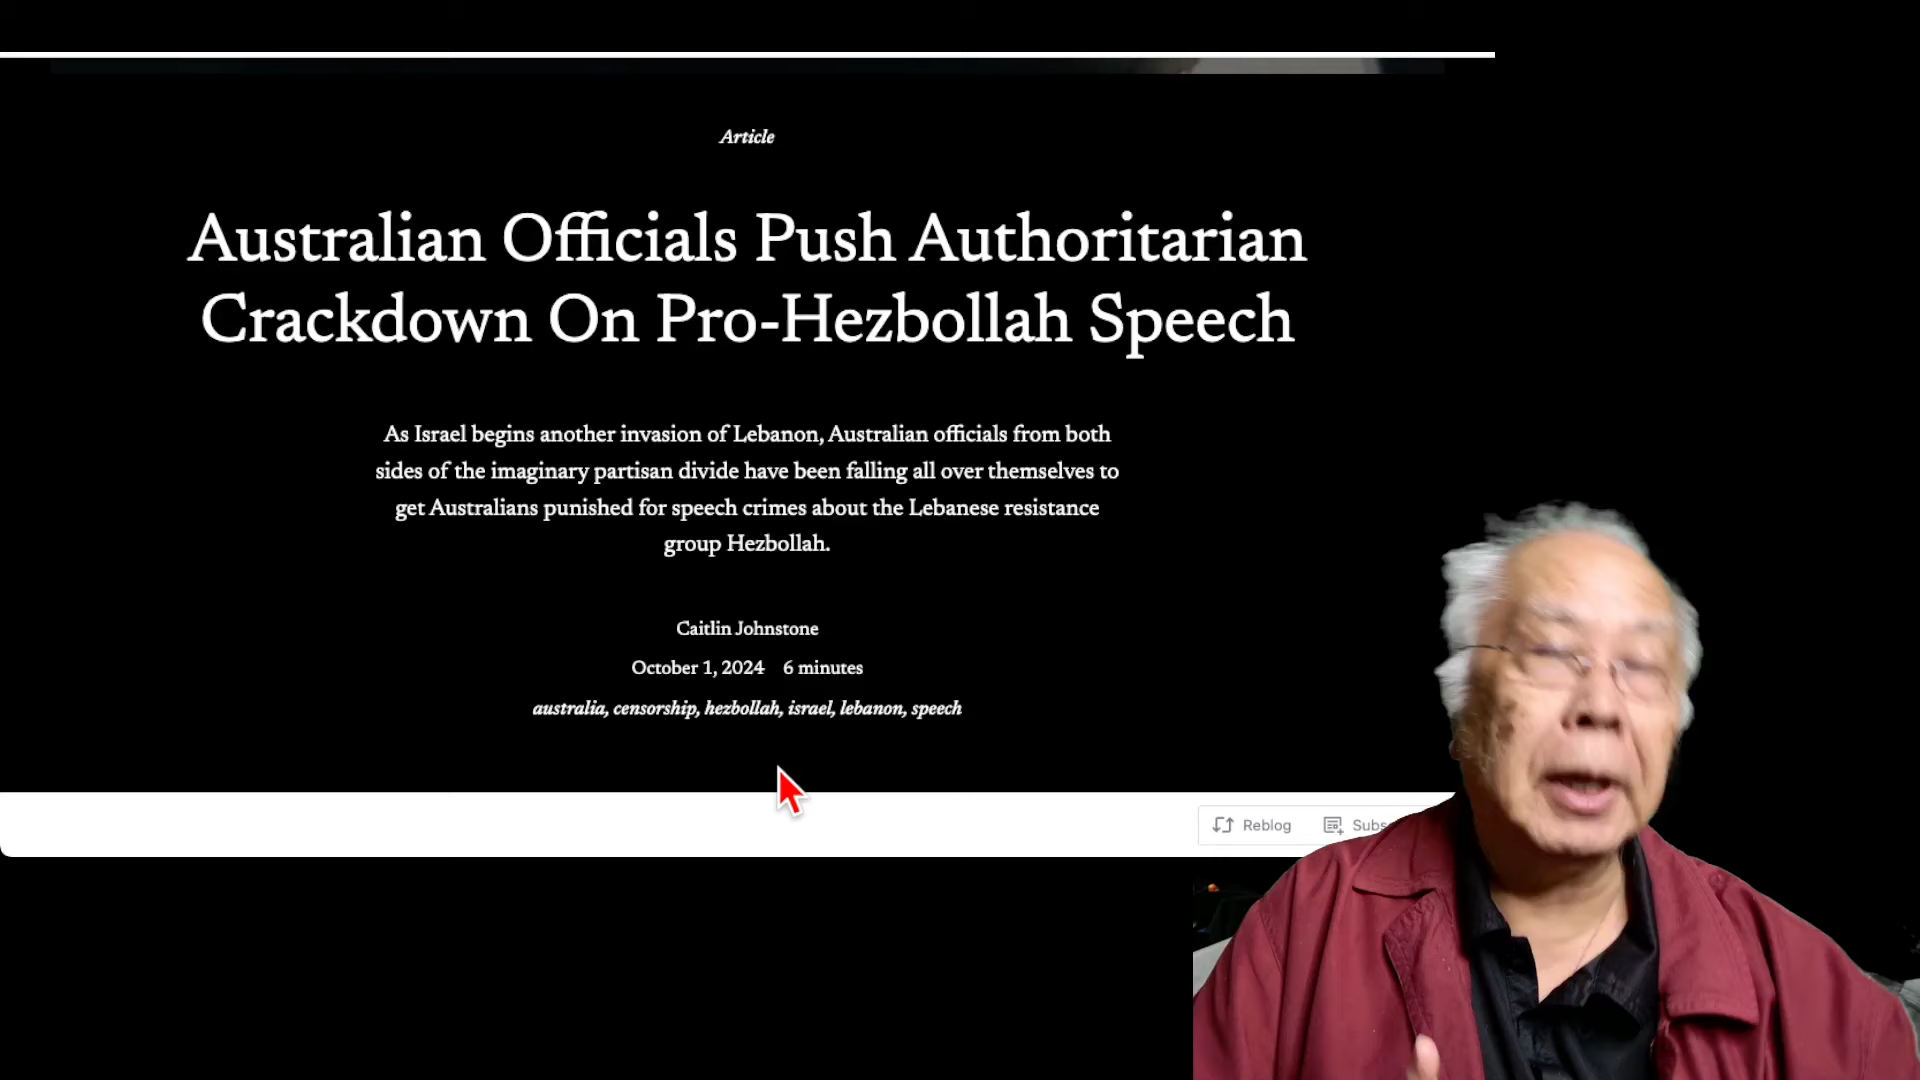 Article
Australian Officials Push Authoritarian
Crackdown On Pro-Hezbollah Speech
As Israel begins another invasion of Lebanon, Australian officials from both
sides of the imaginary partisan divide have been falling all over themselves to
get Australians punished for speech crimes about the Lebanese resistance
group Hezbollah.
Caitlin Johnstone
October 1, 2024 6 minutes
australia, censorship, hezbollah, israel, lebanon, speech
Reblog Subs